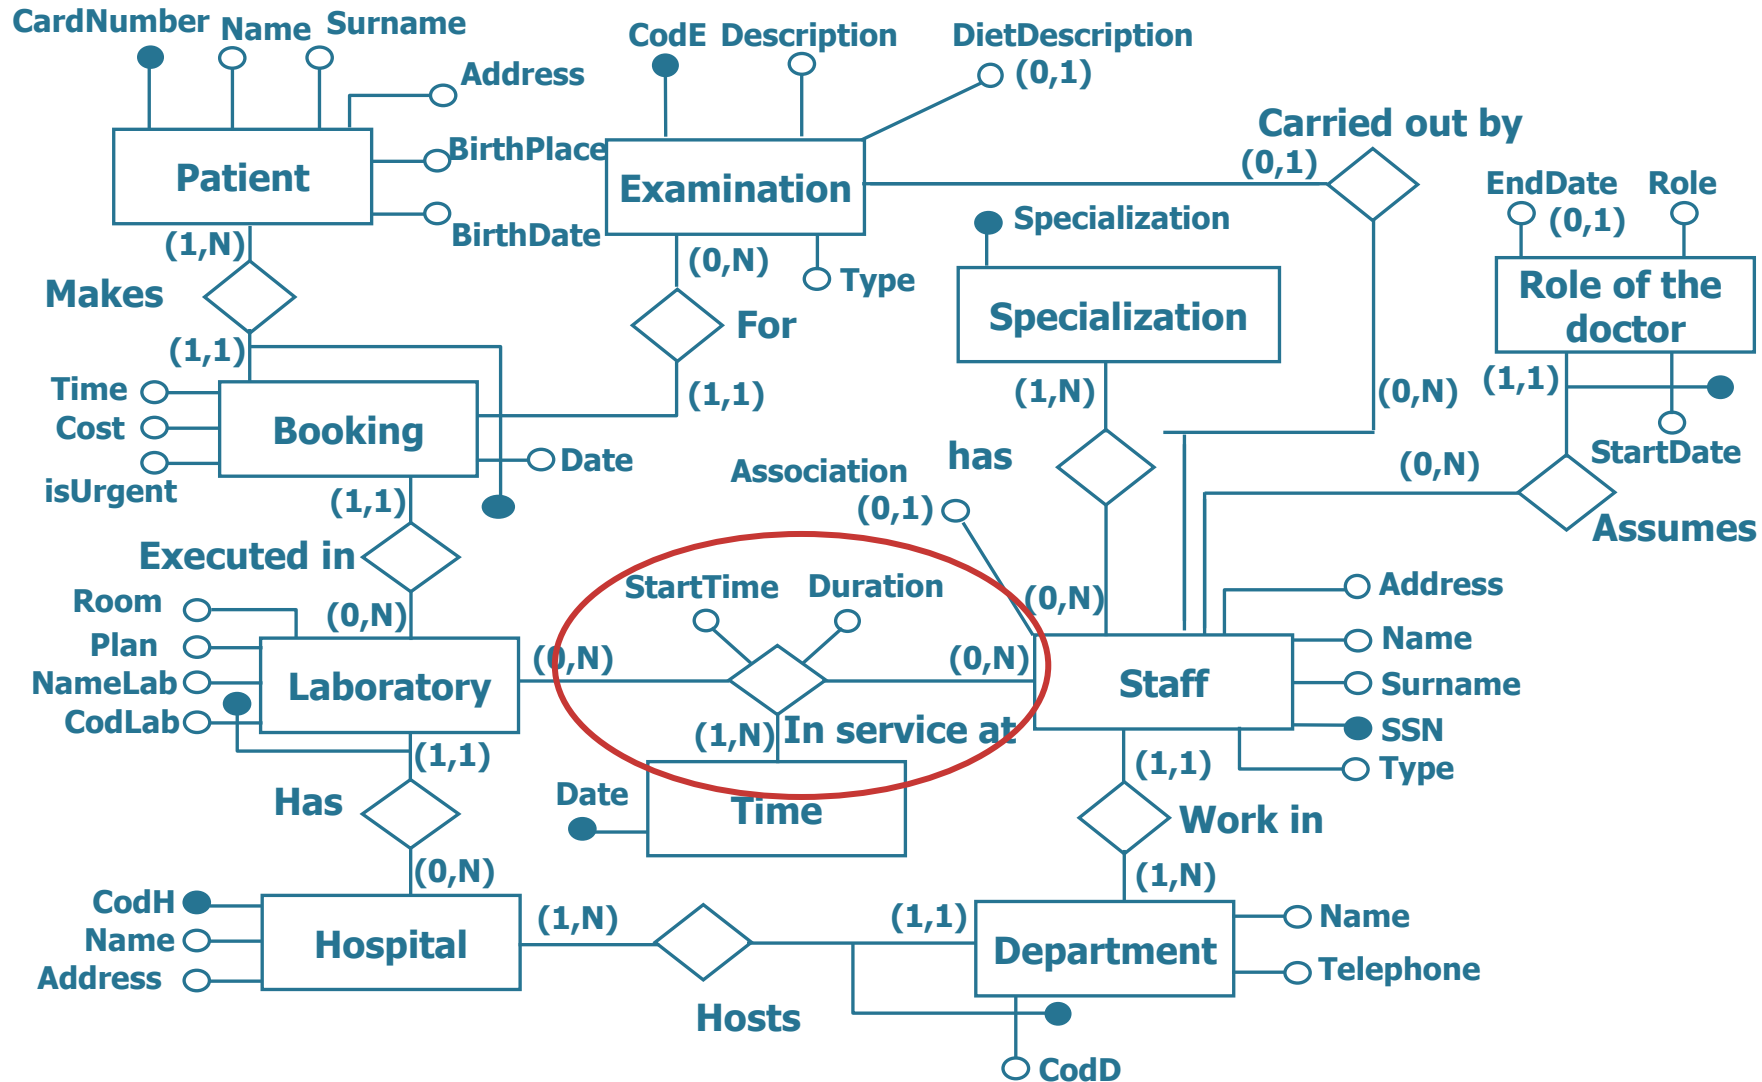 CardNumber
Name
Surname
Address
Patient
BirthPlace
BirthDate
(1,N)
Makes
(1,1)
CodE
Description
DietDescription
(0,1)
Examination
(0,N)
Type
For
(1,1)
Carried out by
(0,1)
(0,N)
Specialization
Specialization
(1,N)
has
(0,N)
EndDate
(0,1)
Role
Role of the
doctor
(1,1)
StartDate
(0,N)
Assumes
Time
Cost
isUrgent
Booking
Date
(1,1)
Executed in
(0,N)
Association
(0,1)
Room
Plan
NameLab
CodLab
Laboratory
(0,N)
StartTime
Duration
(0,N)
(1,N)
In service at
Date
Time
Staff
Address
Name
Surname
SSN
Type
(1,1)
Work in
(1,N)
(1,1)
Has
(0,N)
CodH
Name
Address
Hospital
(1,N)
Hosts
(1,1)
Department
Name
Telephone
CodD